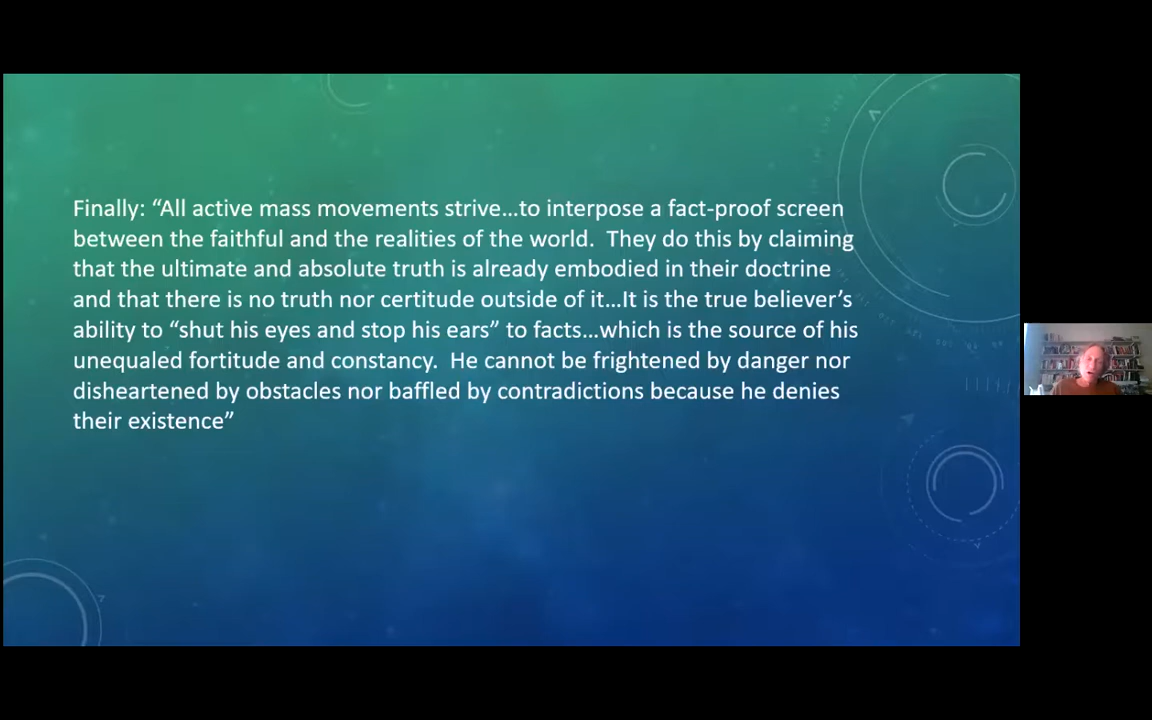 Finally: “All active mass movements strive…to interpose a fact-proof screen
between the faithful and the realities of the world.  They do this by claiming
that the ultimate and absolute truth is already embodied in their doctrine
and that there is no truth nor certitude outside of it…It is the true believer’s
ability to “shut his eyes and stop his ears” to facts…which is the source of his
unequaled fortitude and constancy.  He cannot be frightened by danger nor
disheartened by obstacles nor baffled by contradictions because he denies
their existence”